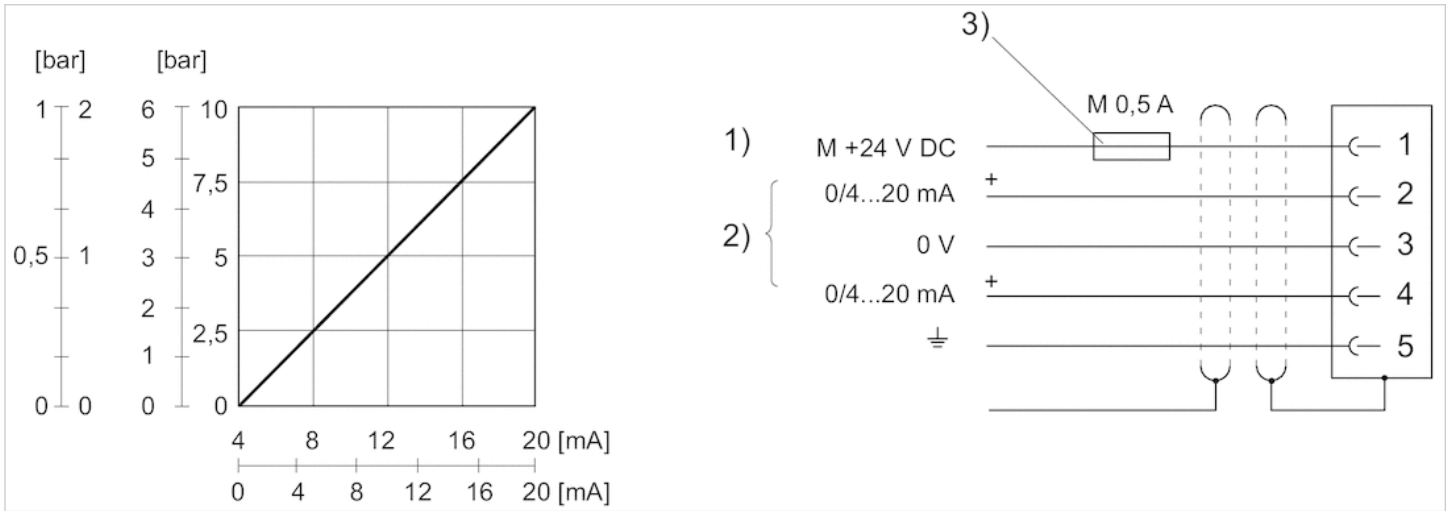 [bar] [bar]
1 2 6 10
5
7,5
4
0,5 1 3 5
2
2,5
1
0 0 0 0
4 8 12 16 20 [mA]
0 4 8 12 16 20 [mA]
3)
M 0,5 A
1) M +24 V DC 1
0/4...20 mA + 2
2) 0 V 3
0/4...20 mA + 4
5